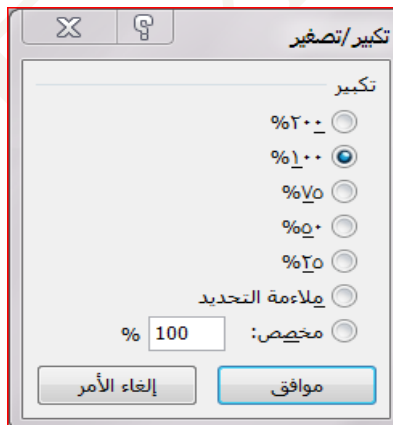 تكبير/تصغير
تكبير
%٢٠٠
%١٠٠
%٧٥
%٥٠
%٢٥
ملاءمة التحديد
مخصص: 100 %
موافق إلغاء الأمر